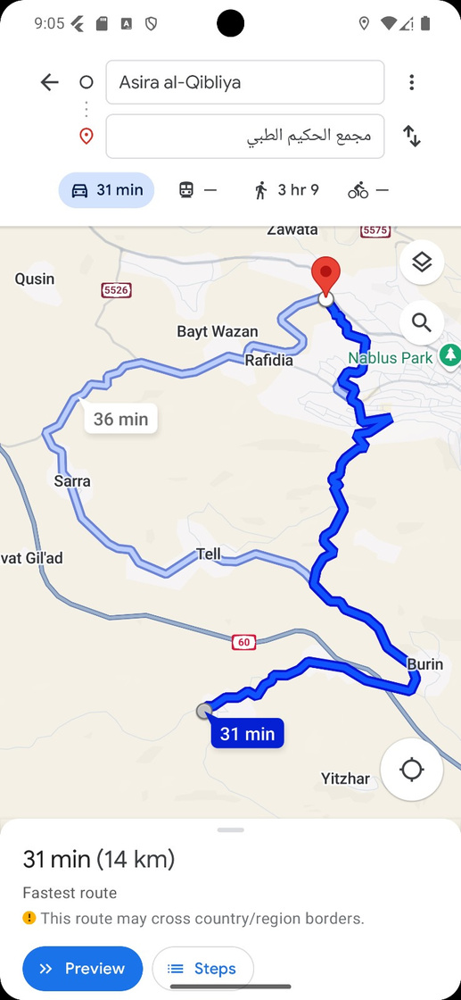 9:05
Asira al-Qibliya
مجمع الحكيم الطبي
31 min
—
3 hr 9
—
Zawata
5575
Qusin
5526
Bayt Wazan
Rafidia
Nablus Park
36 min
Sarra
Tell
vat Gil'ad
60
Burin
31 min
Yitzhar
31 min (14 km)
Fastest route
This route may cross country/region borders.
Preview
Steps